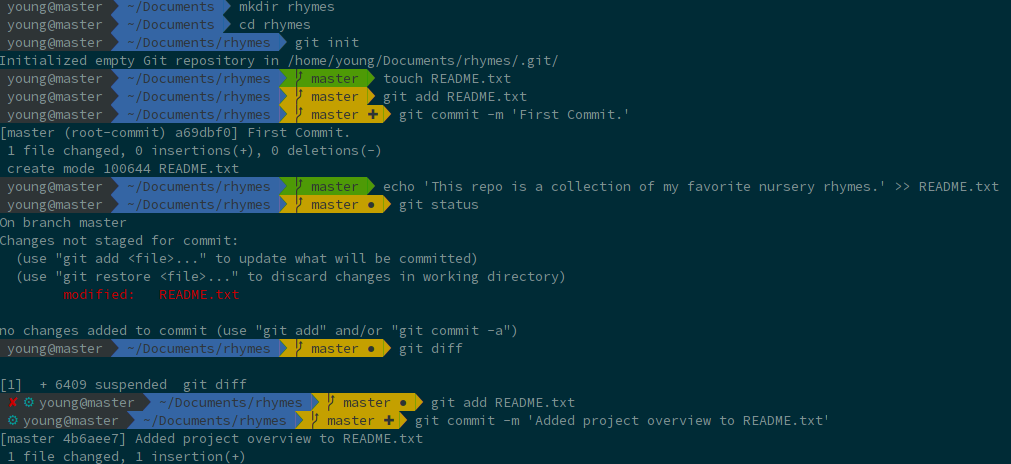 young@master ~/Documents mkdir rhymes
young@master ~/Documents cd rhymes
young@master ~/Documents/rhymes git init
Initialized empty Git repository in /home/young/Documents/rhymes/.git/
young@master ~/Documents/rhymes master touch README.txt
young@master ~/Documents/rhymes master git add README.txt
young@master ~/Documents/rhymes master ✚ git commit -m 'First Commit.'
[master (root-commit) a69dbf0] First Commit.
1 file changed, 0 insertions(+), 0 deletions(-)
create mode 100644 README.txt
young@master ~/Documents/rhymes master echo 'This repo is a collection of my favorite nursery rhymes.' >> README.txt
young@master ~/Documents/rhymes master ● git status
On branch master
Changes not staged for commit:
(use "git add <file>..." to update what will be committed)
(use "git restore <file>..." to discard changes in working directory)
modified: README.txt
no changes added to commit (use "git add" and/or "git commit -a")
young@master ~/Documents/rhymes master ● git diff
[1] + 6409 suspended git diff
✘ ⚙ young@master ~/Documents/rhymes master ● git add README.txt
⚙ young@master ~/Documents/rhymes master ✚ git commit -m 'Added project overview to README.txt'
[master 4b6aee7] Added project overview to README.txt
1 file changed, 1 insertion(+)